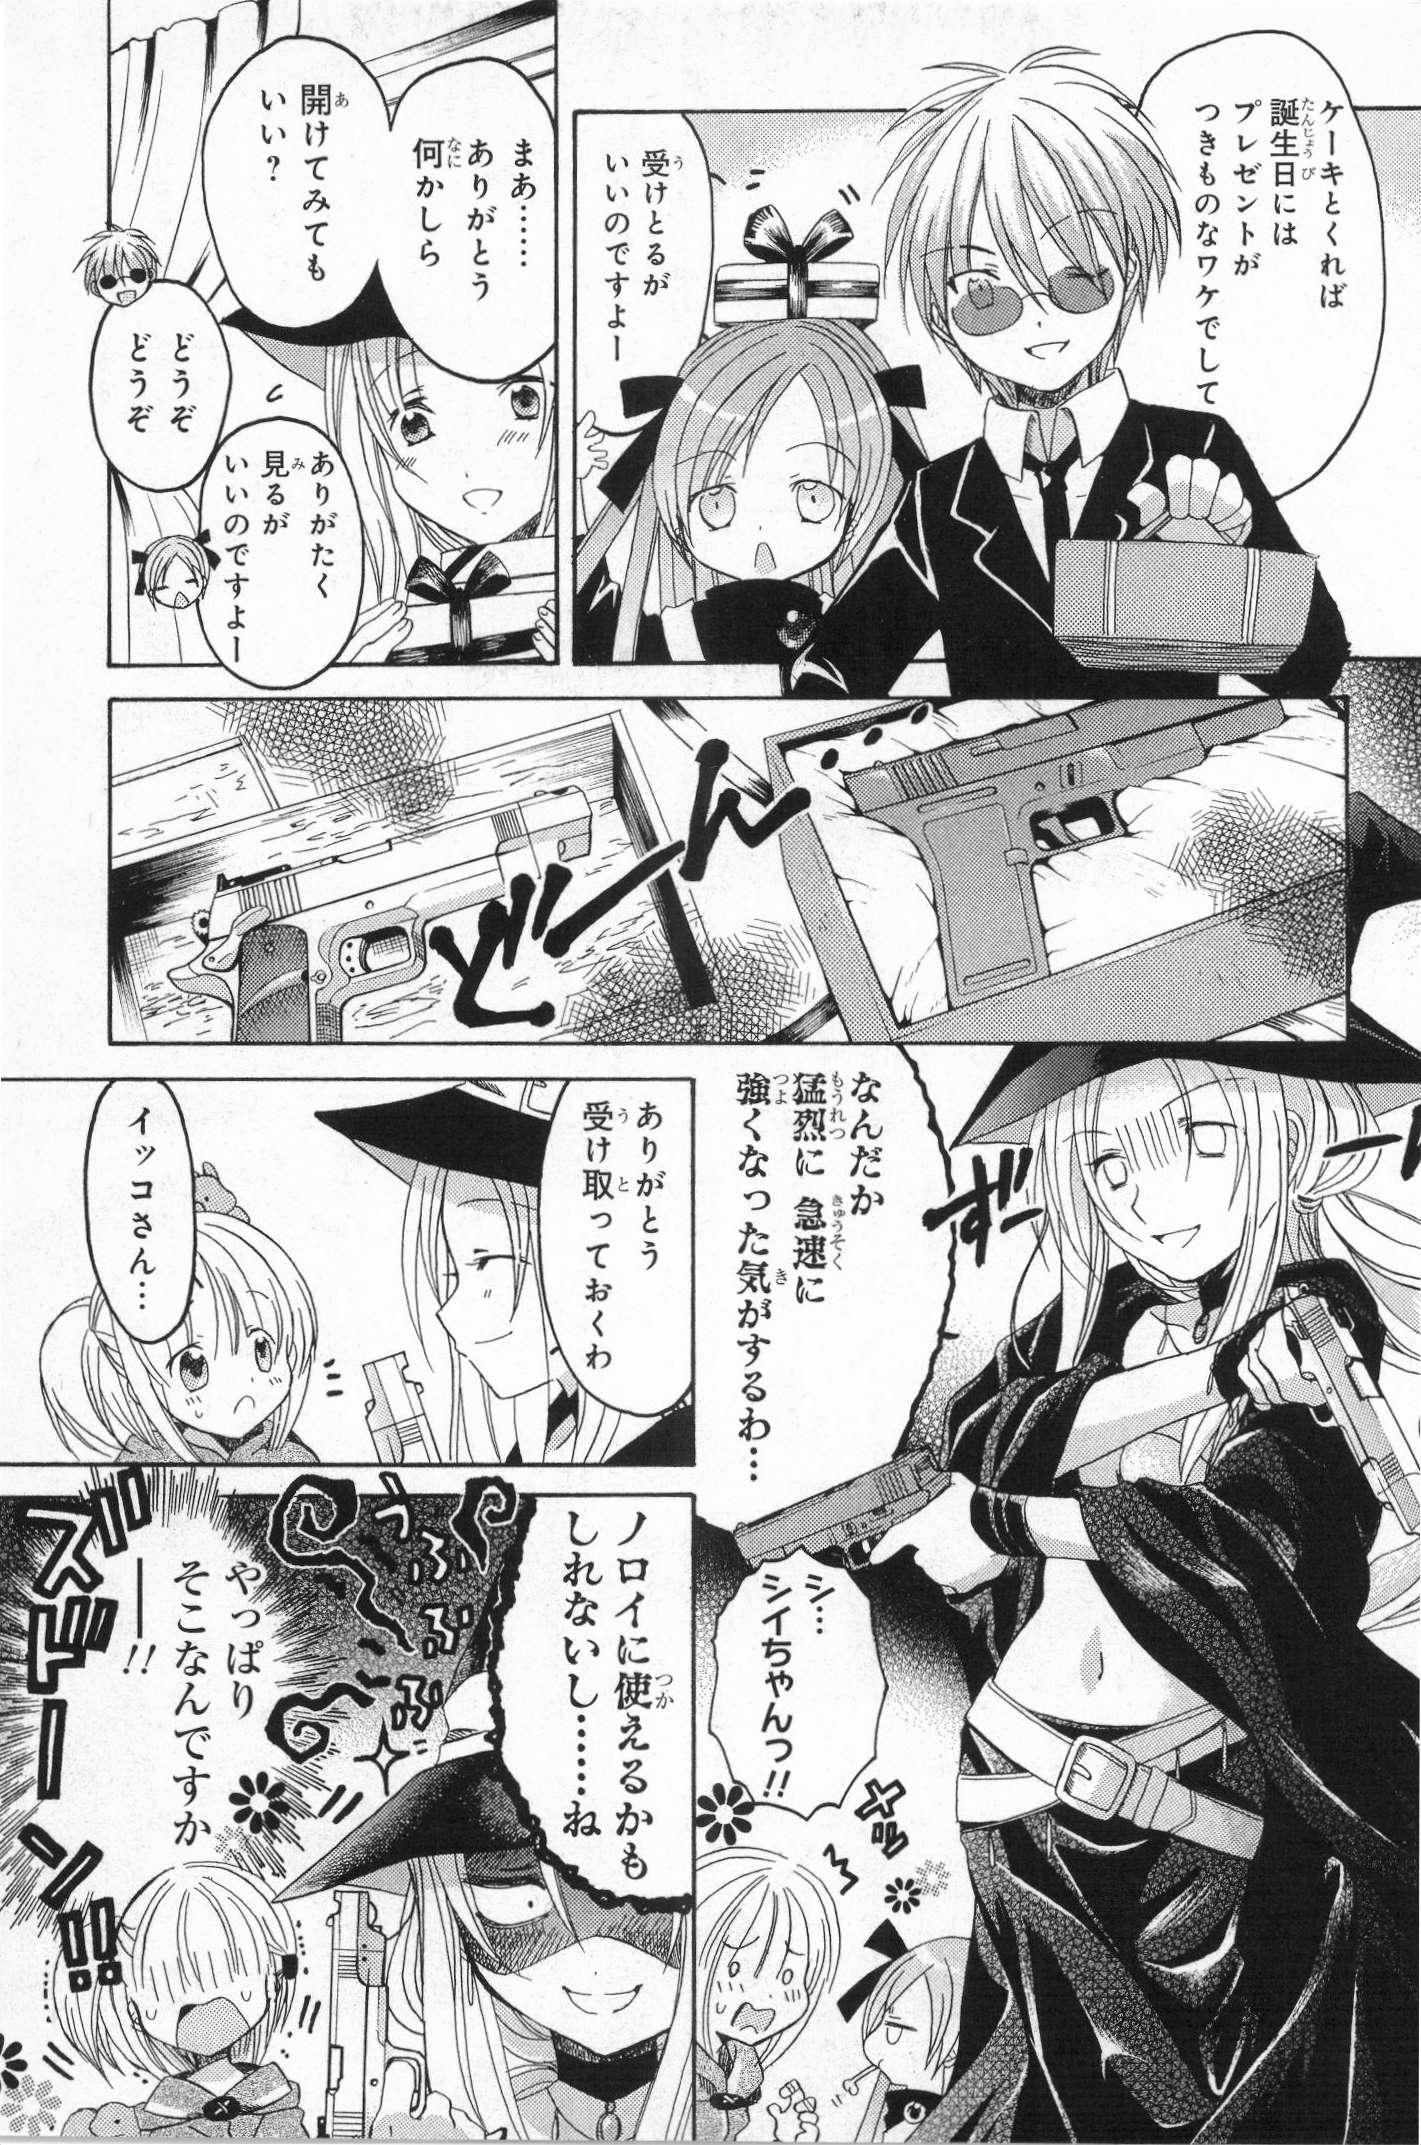 ケーキとくれば
誕生日には
プレゼントが
つきものなワケでして
受けとるが
いいのですよー
まあ……
ありがとう
何かしら
開けてみても
いい？
どうぞ
どうぞ
ありがたく
見るが
いいのですよー
どーん
なんだか
猛烈に 急速に
強くなった気がするわ…
ずーん
シ…
シイちゃんっ!!
ありがとう
受け取っておくわ
イッコさん…
ノロイに使えるかも
しれないし……ね
うふふふふ
やっぱり
そこなんですか
――!!
ズドーン!!